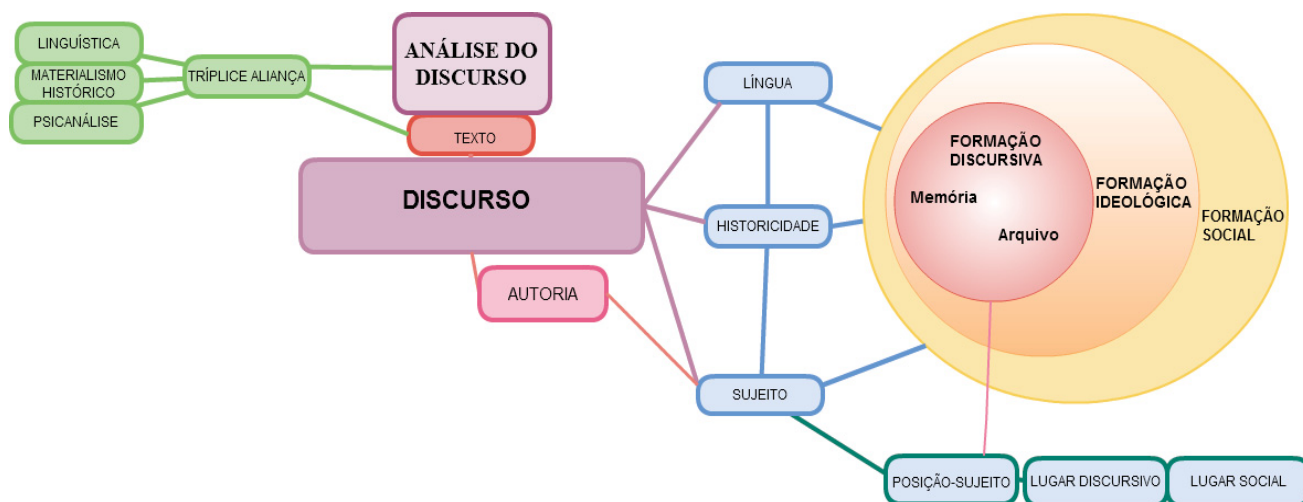 LINGUÍSTICA
MATERIALISMO
HISTÓRICO
PSICANÁLISE
TRÍPLICE ALIANÇA
ANÁLISE DO
DISCURSO
TEXTO
DISCURSO
AUTORIA
LÍNGUA
HISTORICIDADE
SUJEITO
FORMAÇÃO
DISCURSIVA
Memória
Arquivo
FORMAÇÃO
IDEOLÓGICA
FORMAÇÃO
SOCIAL
POSIÇÃO-SUJEITO
LUGAR DISCURSIVO
LUGAR SOCIAL